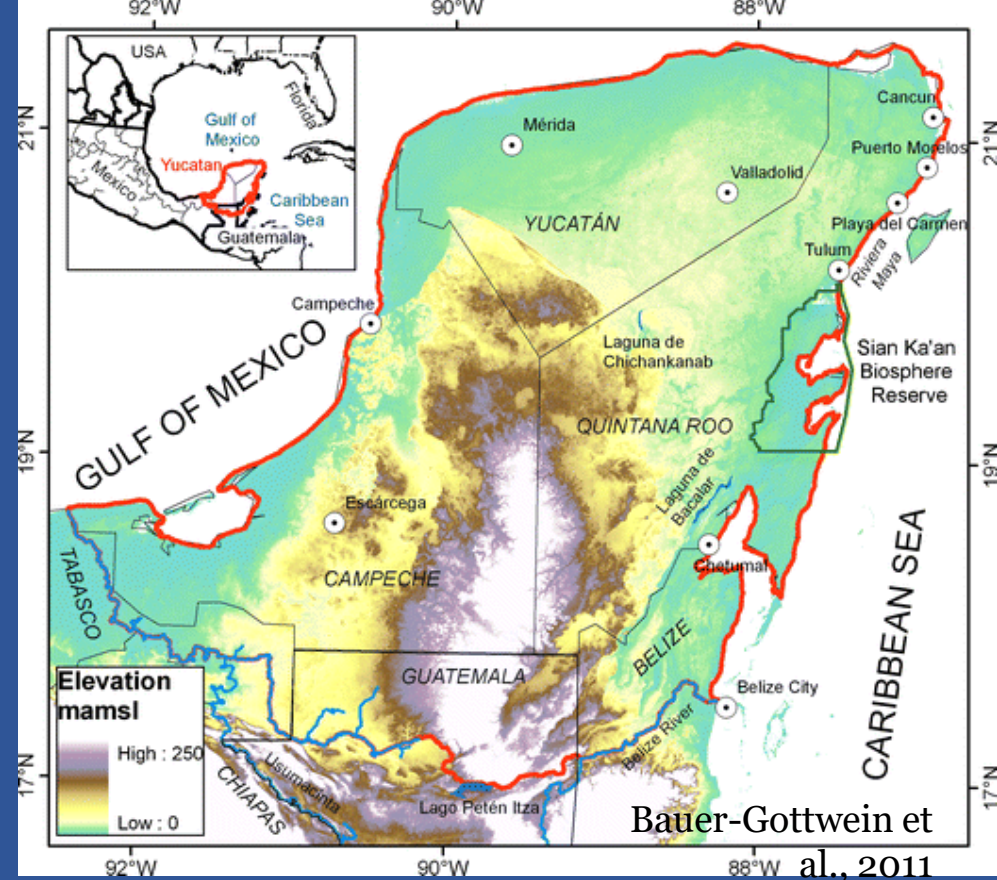 92°W
90°W
88°W
USA
Florida
Gulf of
Mexico
Yucatan
Mexico
Caribbean
Sea
Guatemala
21°N
21°N
Cancun
Mérida
Puerto Morelos
Valladolid
YUCATÁN
Playa del Carmen
Tulum
Riviera
Maya
Campeche
Laguna de
Chichankanab
Sian Ka'an
Biosphere
Reserve
GULF OF MEXICO
QUINTANA ROO
19°N
19°N
Laguna de
Bacalar
Escárcega
Chetumal
TABASCO
CAMPECHE
BELIZE
CARIBBEAN SEA
GUATEMALA
Belize City
Elevation
mamsl
High : 250
Low : 0
Belize River
17°N
17°N
Usumacinta
CHIAPAS
Lago Petén Itza
Bauer-Gottwein et
al., 2011
92°W
90°W
88°W